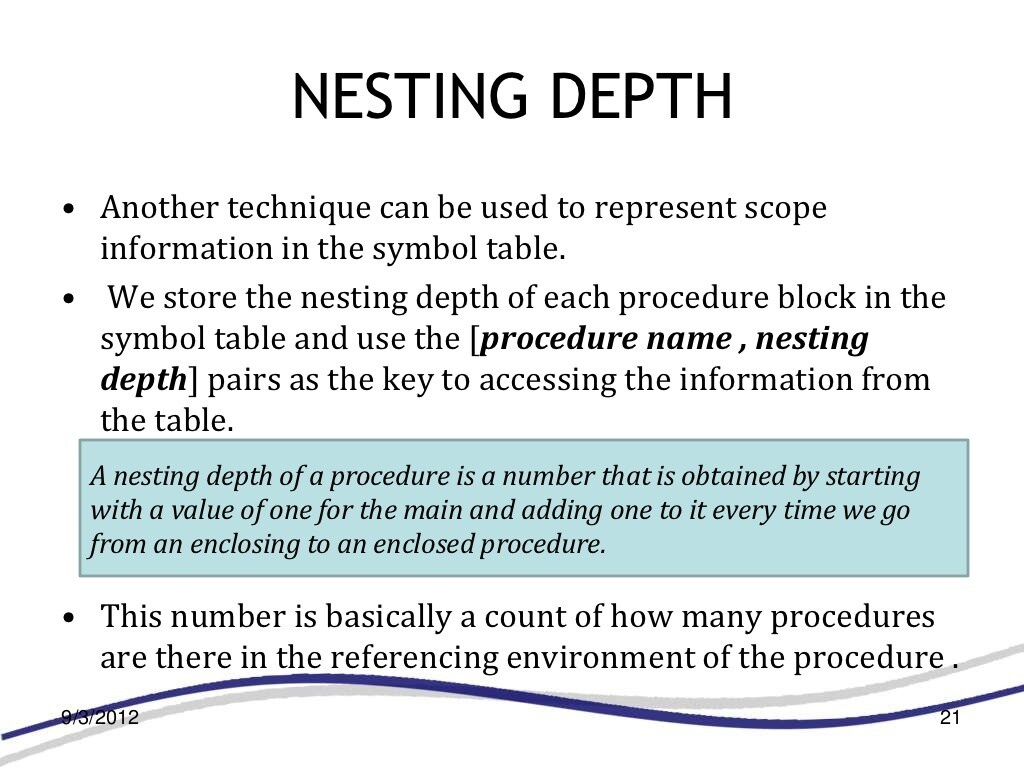 NESTING DEPTH
• Another technique can be used to represent scope
information in the symbol table.
• We store the nesting depth of each procedure block in the
symbol table and use the [procedure name , nesting
depth] pairs as the key to accessing the information from
the table.
A nesting depth of a procedure is a number that is obtained by starting
with a value of one for the main and adding one to it every time we go
from an enclosing to an enclosed procedure.
• This number is basically a count of how many procedures
are there in the referencing environment of the procedure .
9/3/2012
21